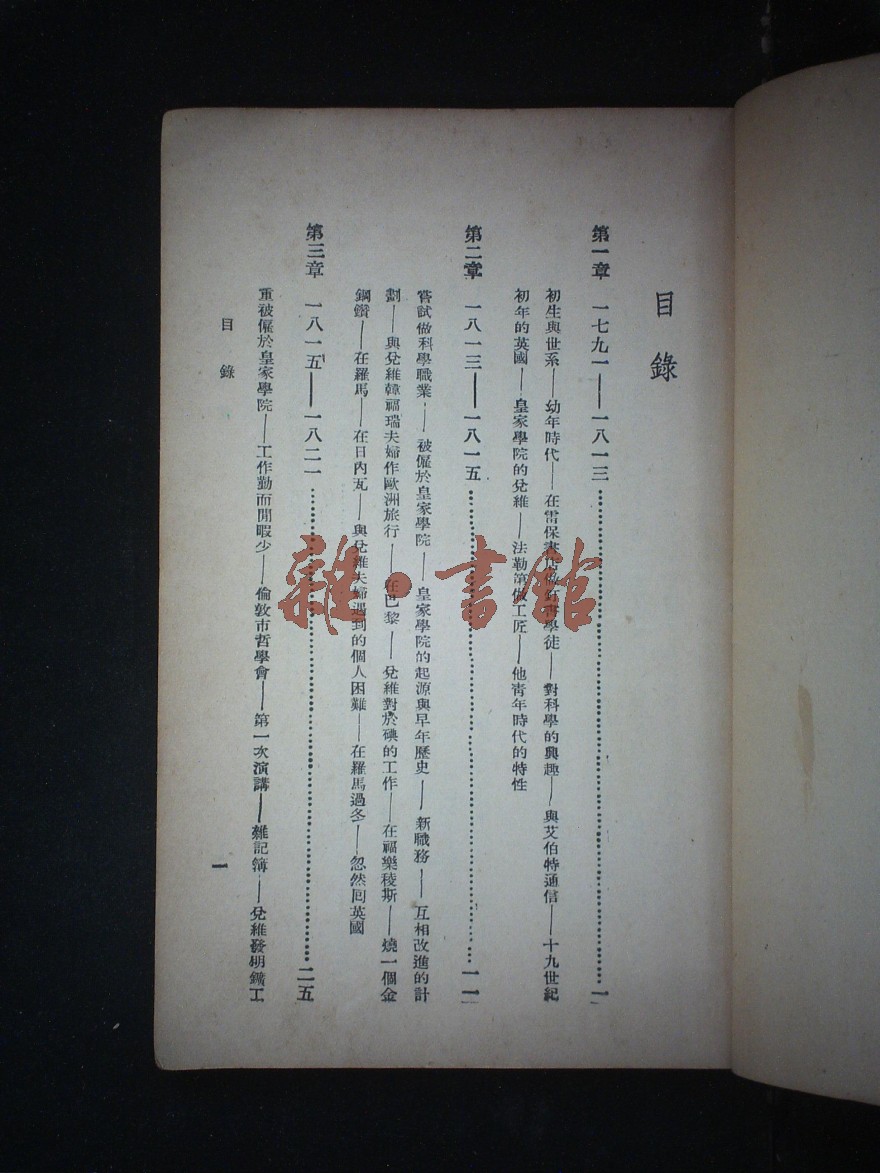 目錄
第一章 一七九一——一八一三……………………一
初生與世系——幼年時代——在雷保書店做訂書學徒——對科學的興趣——與艾伯特通信——十九世紀
初年的英國——皇家學院的兌維——法勒第做工匠——他靑年時代的特性
第二章 一八一三——一八一五……………………一一
嘗試做科學職業——被僱於皇家學院——皇家學院的起源與早年歷史——新職務——互相改進的計
劃——與兌維韓福瑞夫婦作歐洲旅行——在巴黎——兌維對於碘的工作——在福樂稜斯——燒一個金
鋼鑽——在羅馬——在日內瓦——與兌維夫婦遇到的個人困難——在羅馬過冬——忽然囘英國
第三章 一八一五——一八二一……………………二五
重被僱於皇家學院——工作勤而閒暇少——倫敦市哲學會——第一次演講——雜記簿——兌維發明鑛工
目錄
一
雜·書館